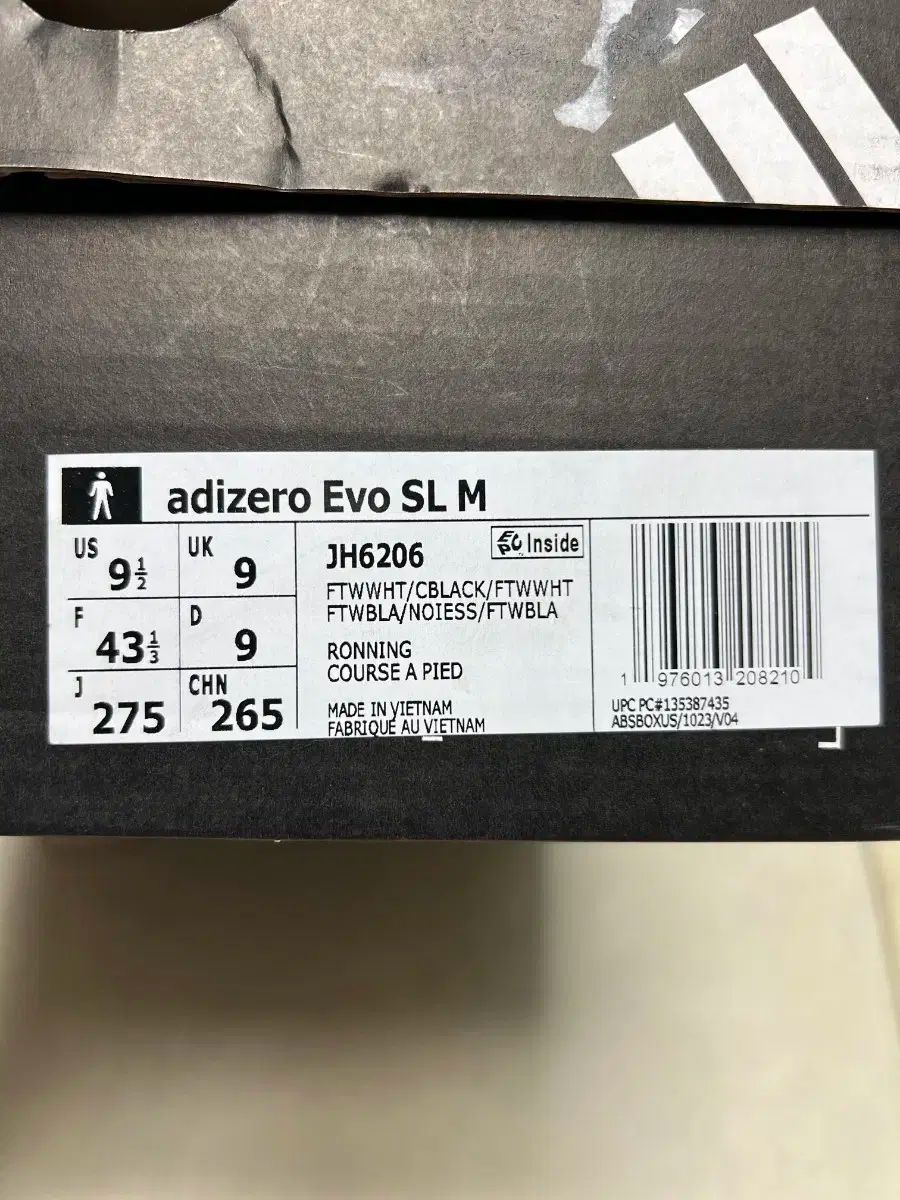 adizero Evo SL M
US 9½
UK 9
F 43⅓
D 9
J 275
CHN 265
JH6206
Inside
FTWWHT/CBLACK/FTWWHT
FTWBLA/NOIESS/FTWBLA
RONNING
COURSE A PIED
MADE IN VIETNAM
FABRIQUE AU VIETNAM
1 976013 208210
UPC PC#135387435
ABSBOXUS/1023/V04